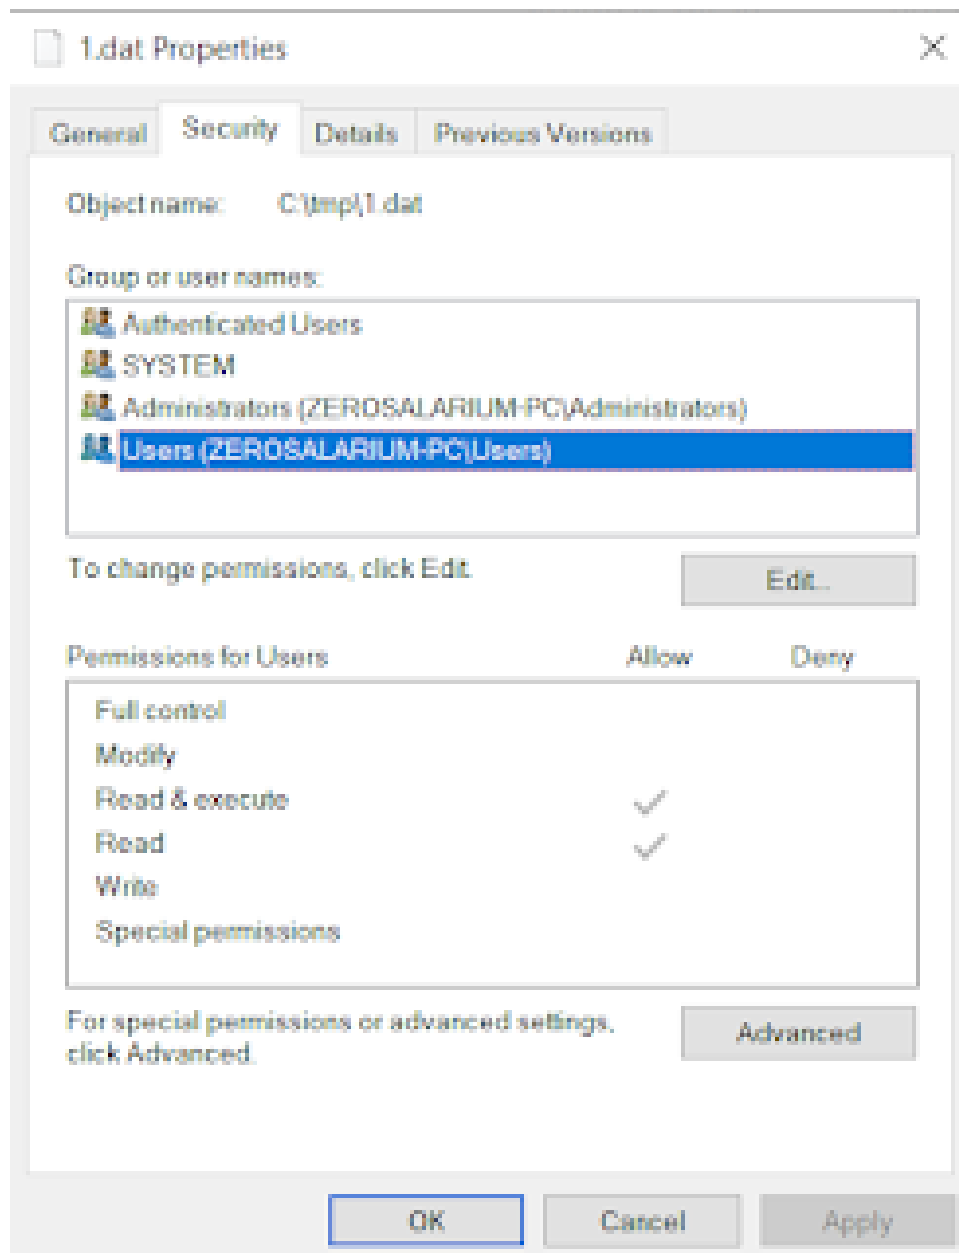 1.dat Properties
General Security Details Previous Versions
Object name: C:\tmp\1.dat
Group or user names:
Authenticated Users
SYSTEM
Administrators (ZEROSALARIUM-PC\Administrators)
Users (ZEROSALARIUM-PC\Users)
To change permissions, click Edit.
Edit...
Permissions for Users Allow Deny
Full control
Modify
Read & execute
Read
Write
Special permissions
For special permissions or advanced settings,
click Advanced.
Advanced
OK Cancel Apply